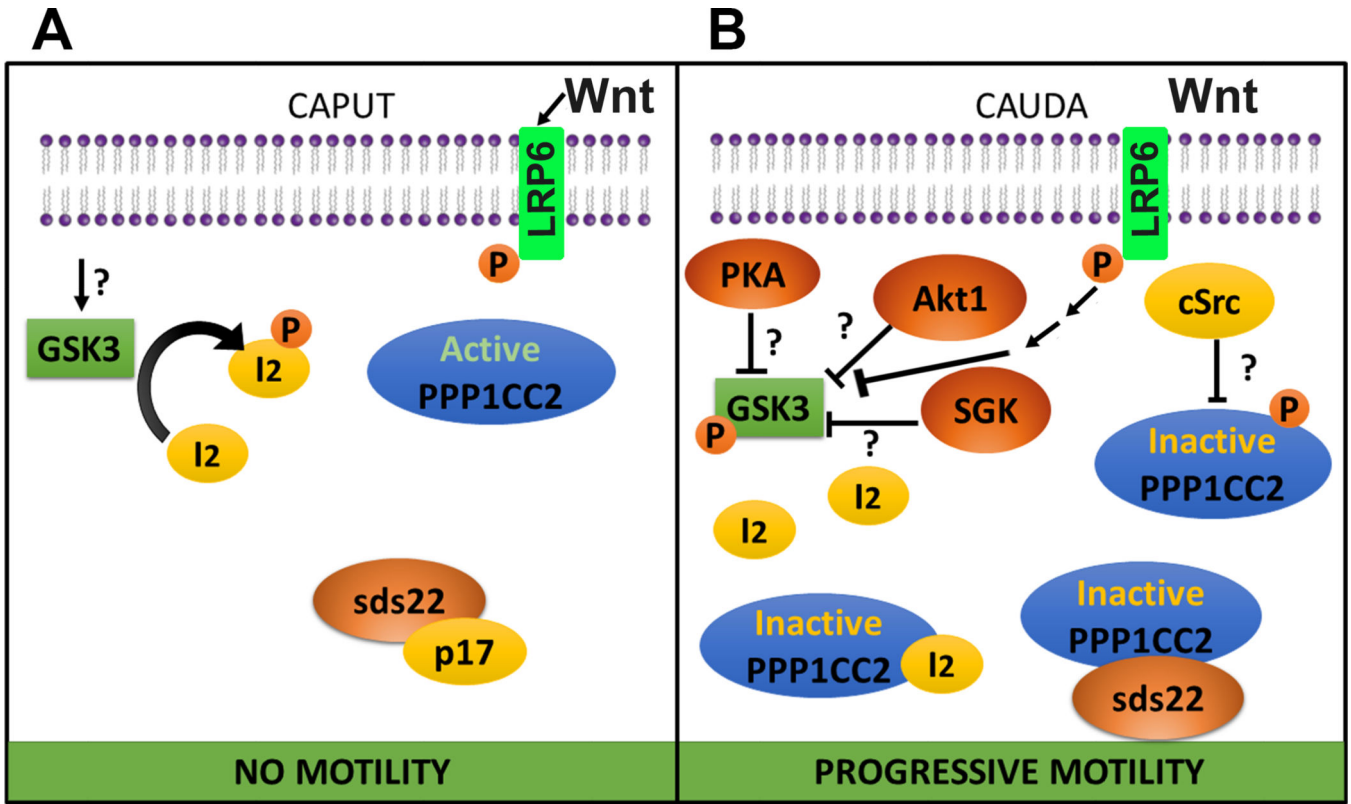 A
CAPUT
Wnt
LRP6
P
?
GSK3
P
I2
I2
Active
PPP1CC2
sds22
p17
NO MOTILITY
B
CAUDA
Wnt
LRP6
PKA
Akt1
P
cSrc
?
?
?
GSK3
P
SGK
?
I2
I2
P
Inactive
PPP1CC2
Inactive
PPP1CC2
I2
Inactive
PPP1CC2
sds22
PROGRESSIVE MOTILITY